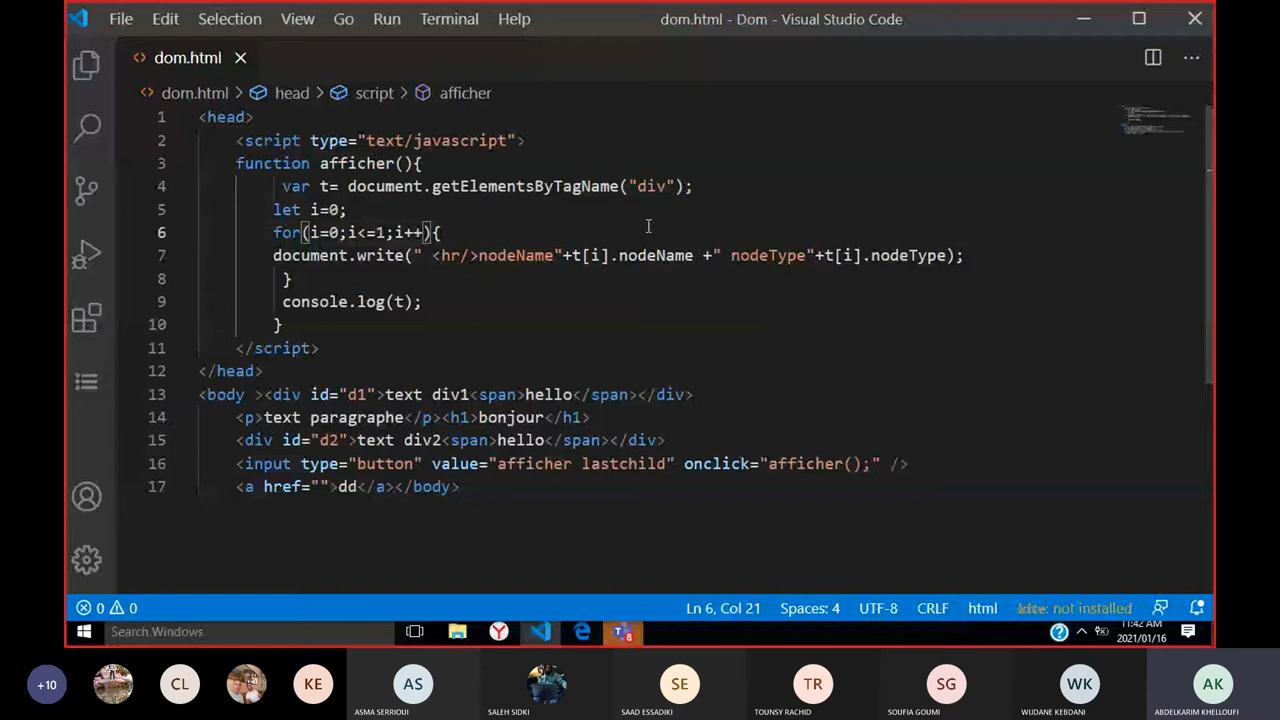 File Edit Selection View Go Run Terminal Help dom.html - Dom - Visual Studio Code
dom.html
dom.html > head > script > afficher
1 <head>
2 <script type="text/javascript">
3 function afficher(){
4 var t= document.getElementsByTagName("div");
5 let i=0;
6 for(i=0;i<=1;i++){
7 document.write(" <hr/>nodeName"+t[i].nodeName +" nodeType"+t[i].nodeType);
8 }
9 console.log(t);
10 }
11 </script>
12 </head>
13 <body ><div id="d1">text div1<span>hello</span></div>
14 <p>text paragraphe</p><h1>bonjour</h1>
15 <div id="d2">text div2<span>hello</span></div>
16 <input type="button" value="afficher lastchild" onclick="afficher();" />
17 <a href="">dd</a></body>
0 0 Ln 6, Col 21 Spaces: 4 UTF-8 CRLF html kite: not installed
Search Windows 11:42 AM
2021/01/16
+10 CL KE AS SE TR SG WK AK
ASMA SERRIOUI SALEH SIDKI SAAD ESSADIKI TOUNSY RACHID SOUFIA GOUMI WIJDANE KEBDANI ABDELKARIM KHELLOUFI